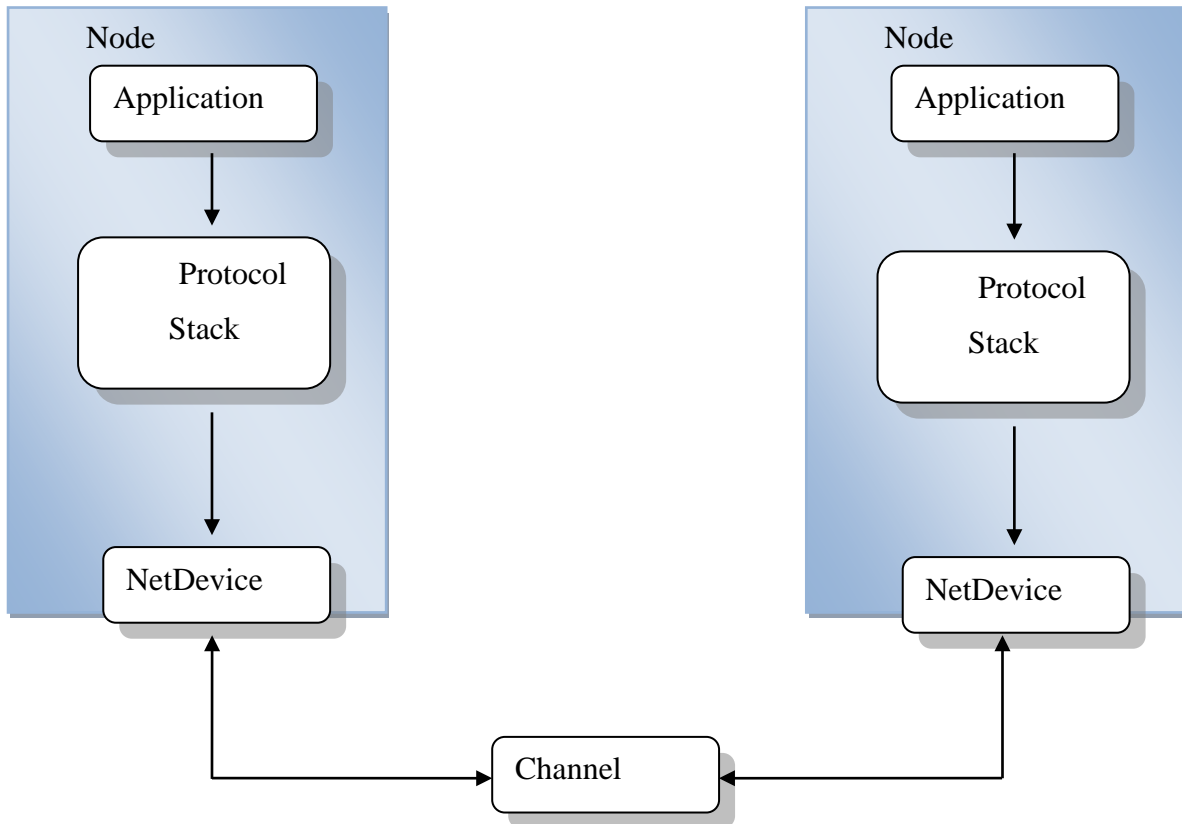 Node
Application
Protocol
Stack
NetDevice
Node
Application
Protocol
Stack
NetDevice
Channel